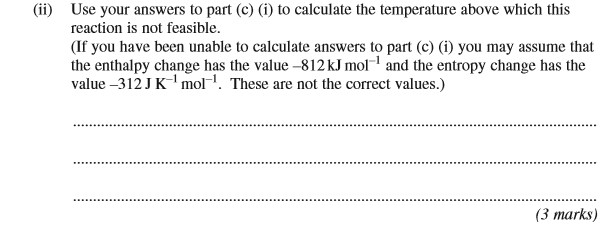 (ii) Use your answers to part (c) (i) to calculate the temperature above which this
reaction is not feasible.
(If you have been unable to calculate answers to part (c) (i) you may assume that
the enthalpy change has the value –812 kJ mol⁻¹ and the entropy change has the
value –312 J K⁻¹ mol⁻¹. These are not the correct values.)
(3 marks)